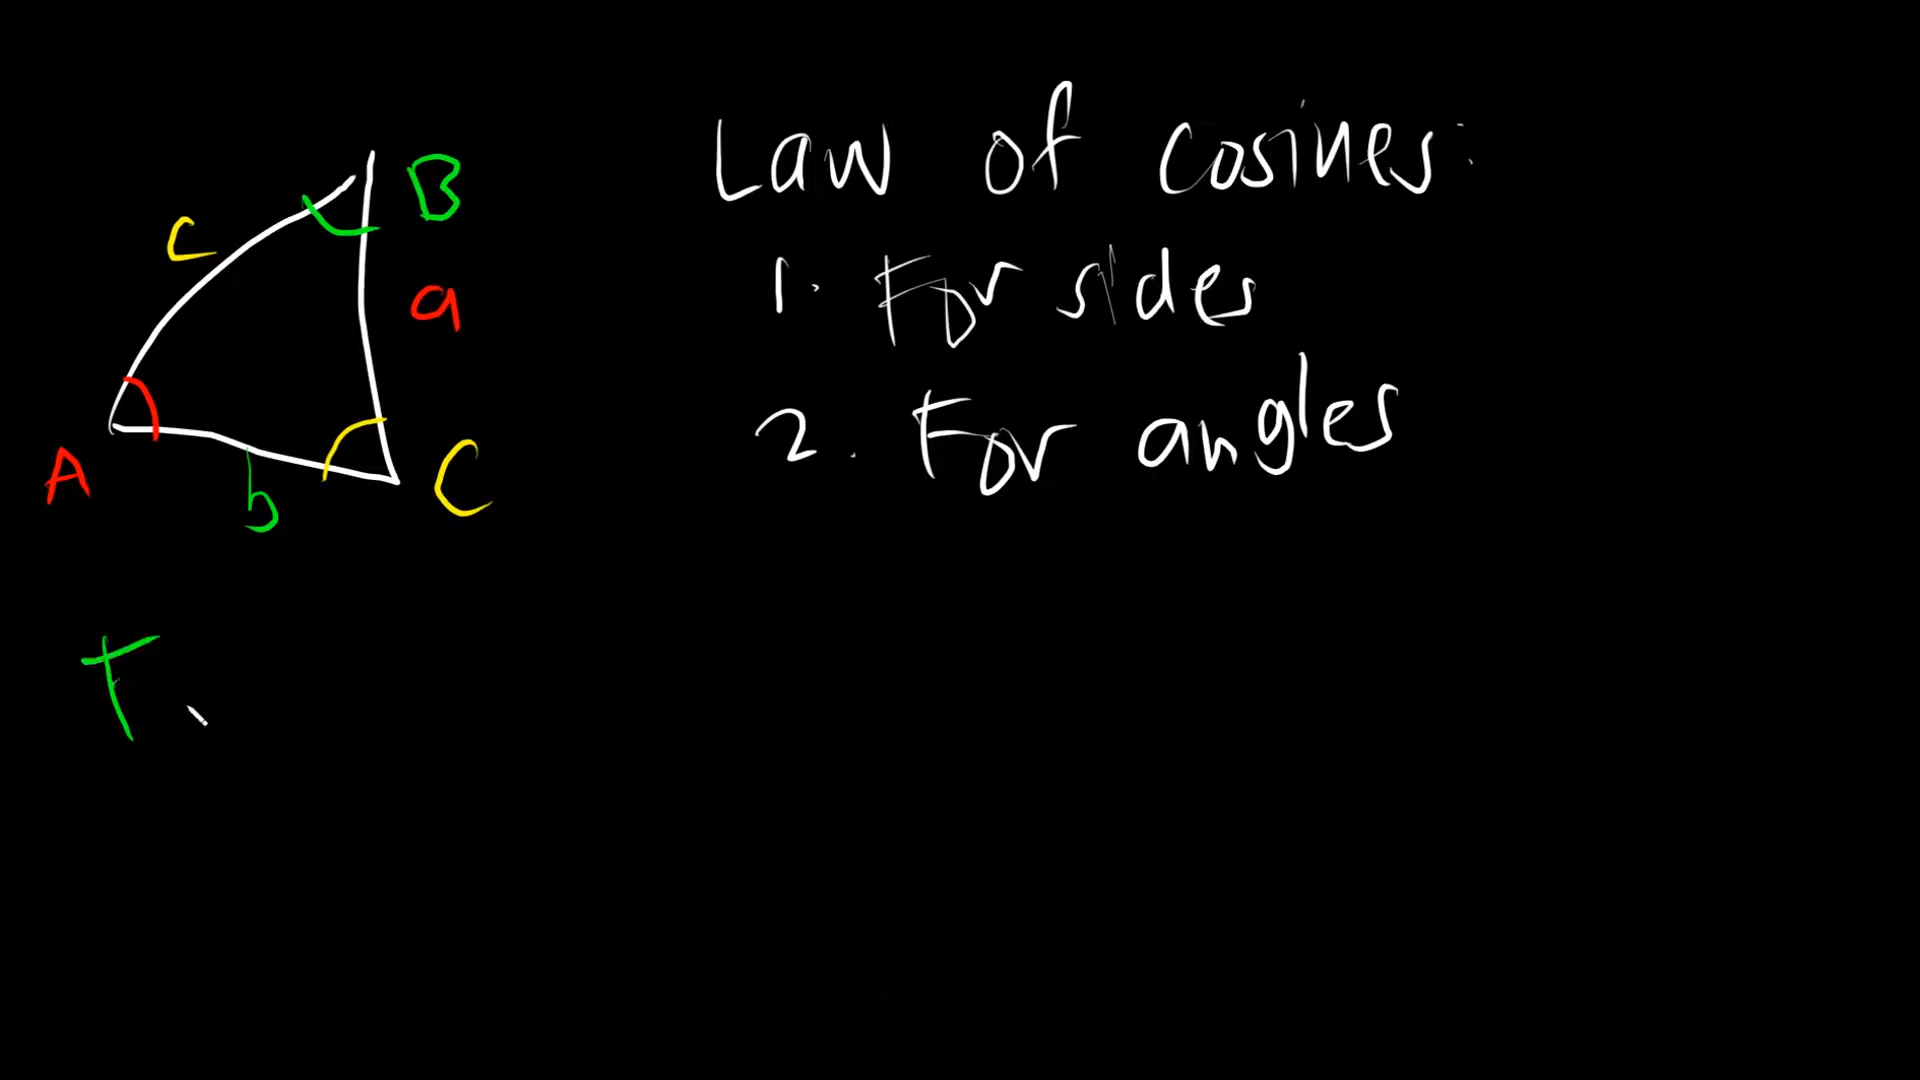 B
c
a
A
C
b
T
Law of cosines:
1. For sides
2. For angles